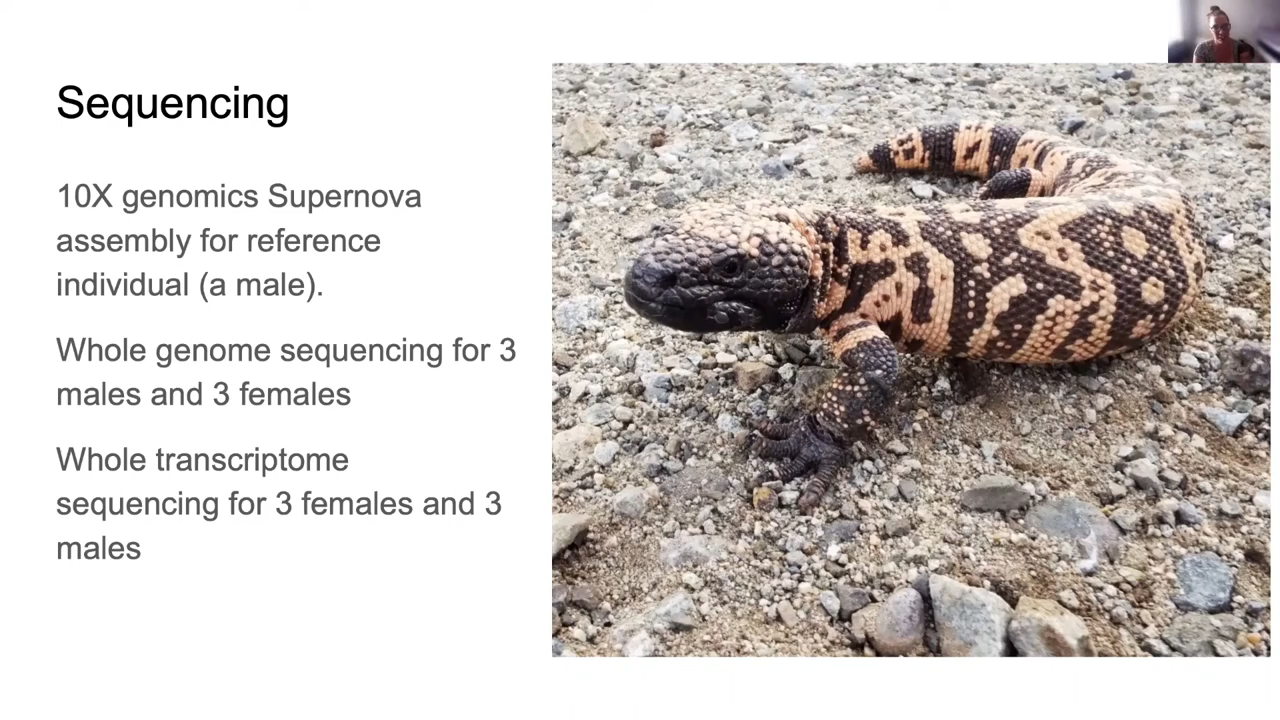 Sequencing
10X genomics Supernova
assembly for reference
individual (a male).
Whole genome sequencing for 3
males and 3 females
Whole transcriptome
sequencing for 3 females and 3
males